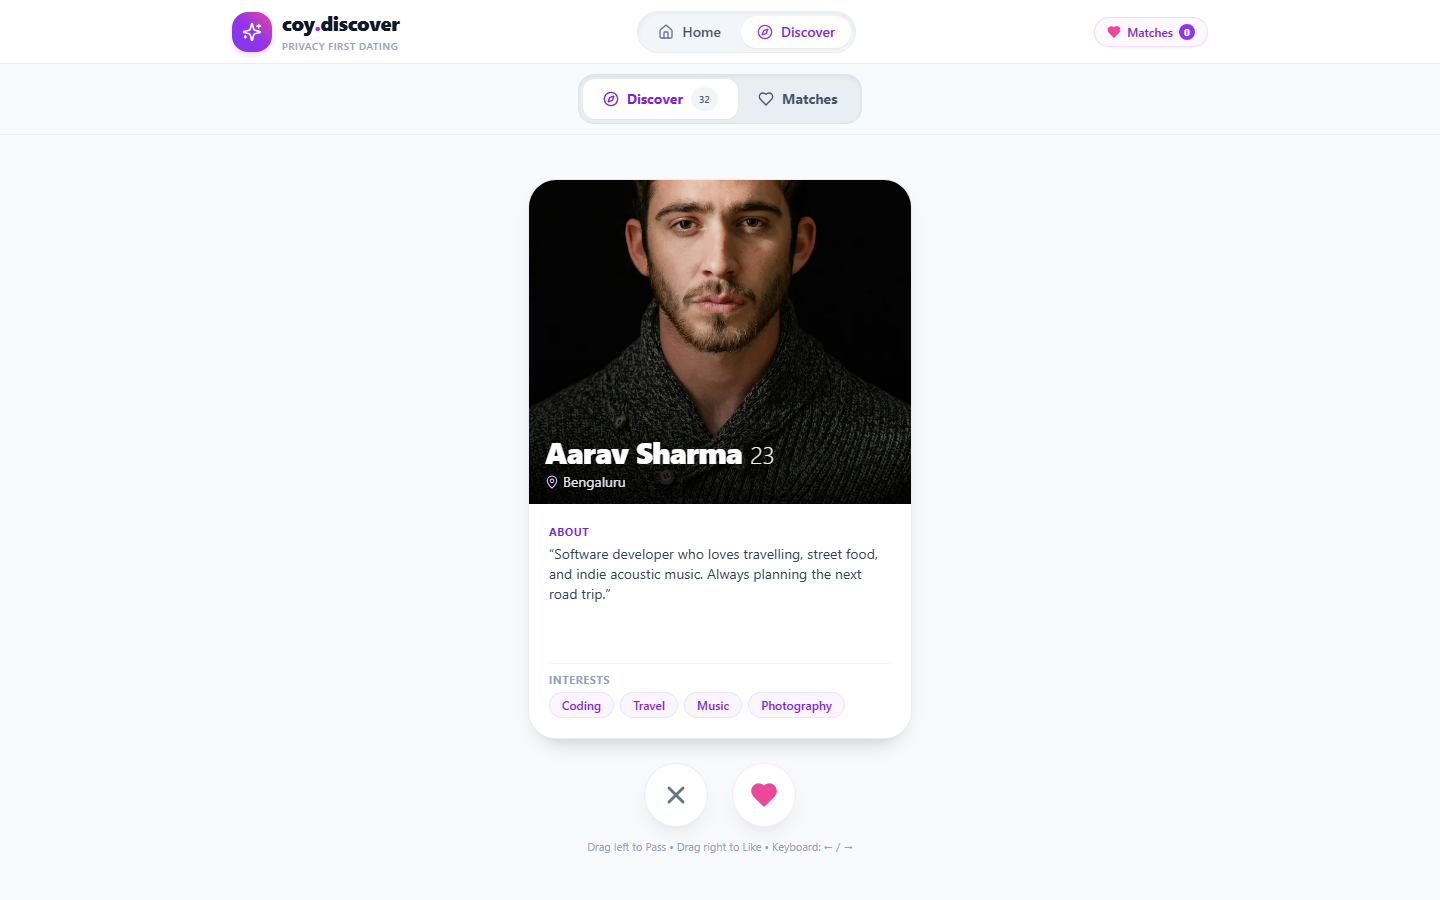 coy.discover
PRIVACY FIRST DATING
Home
Discover
Matches 0
Discover 32
Matches
Aarav Sharma 23
Bengaluru
ABOUT
“Software developer who loves travelling, street food,
and indie acoustic music. Always planning the next
road trip.”
INTERESTS
Coding Travel Music Photography
Drag left to Pass • Drag right to Like • Keyboard: ← / →